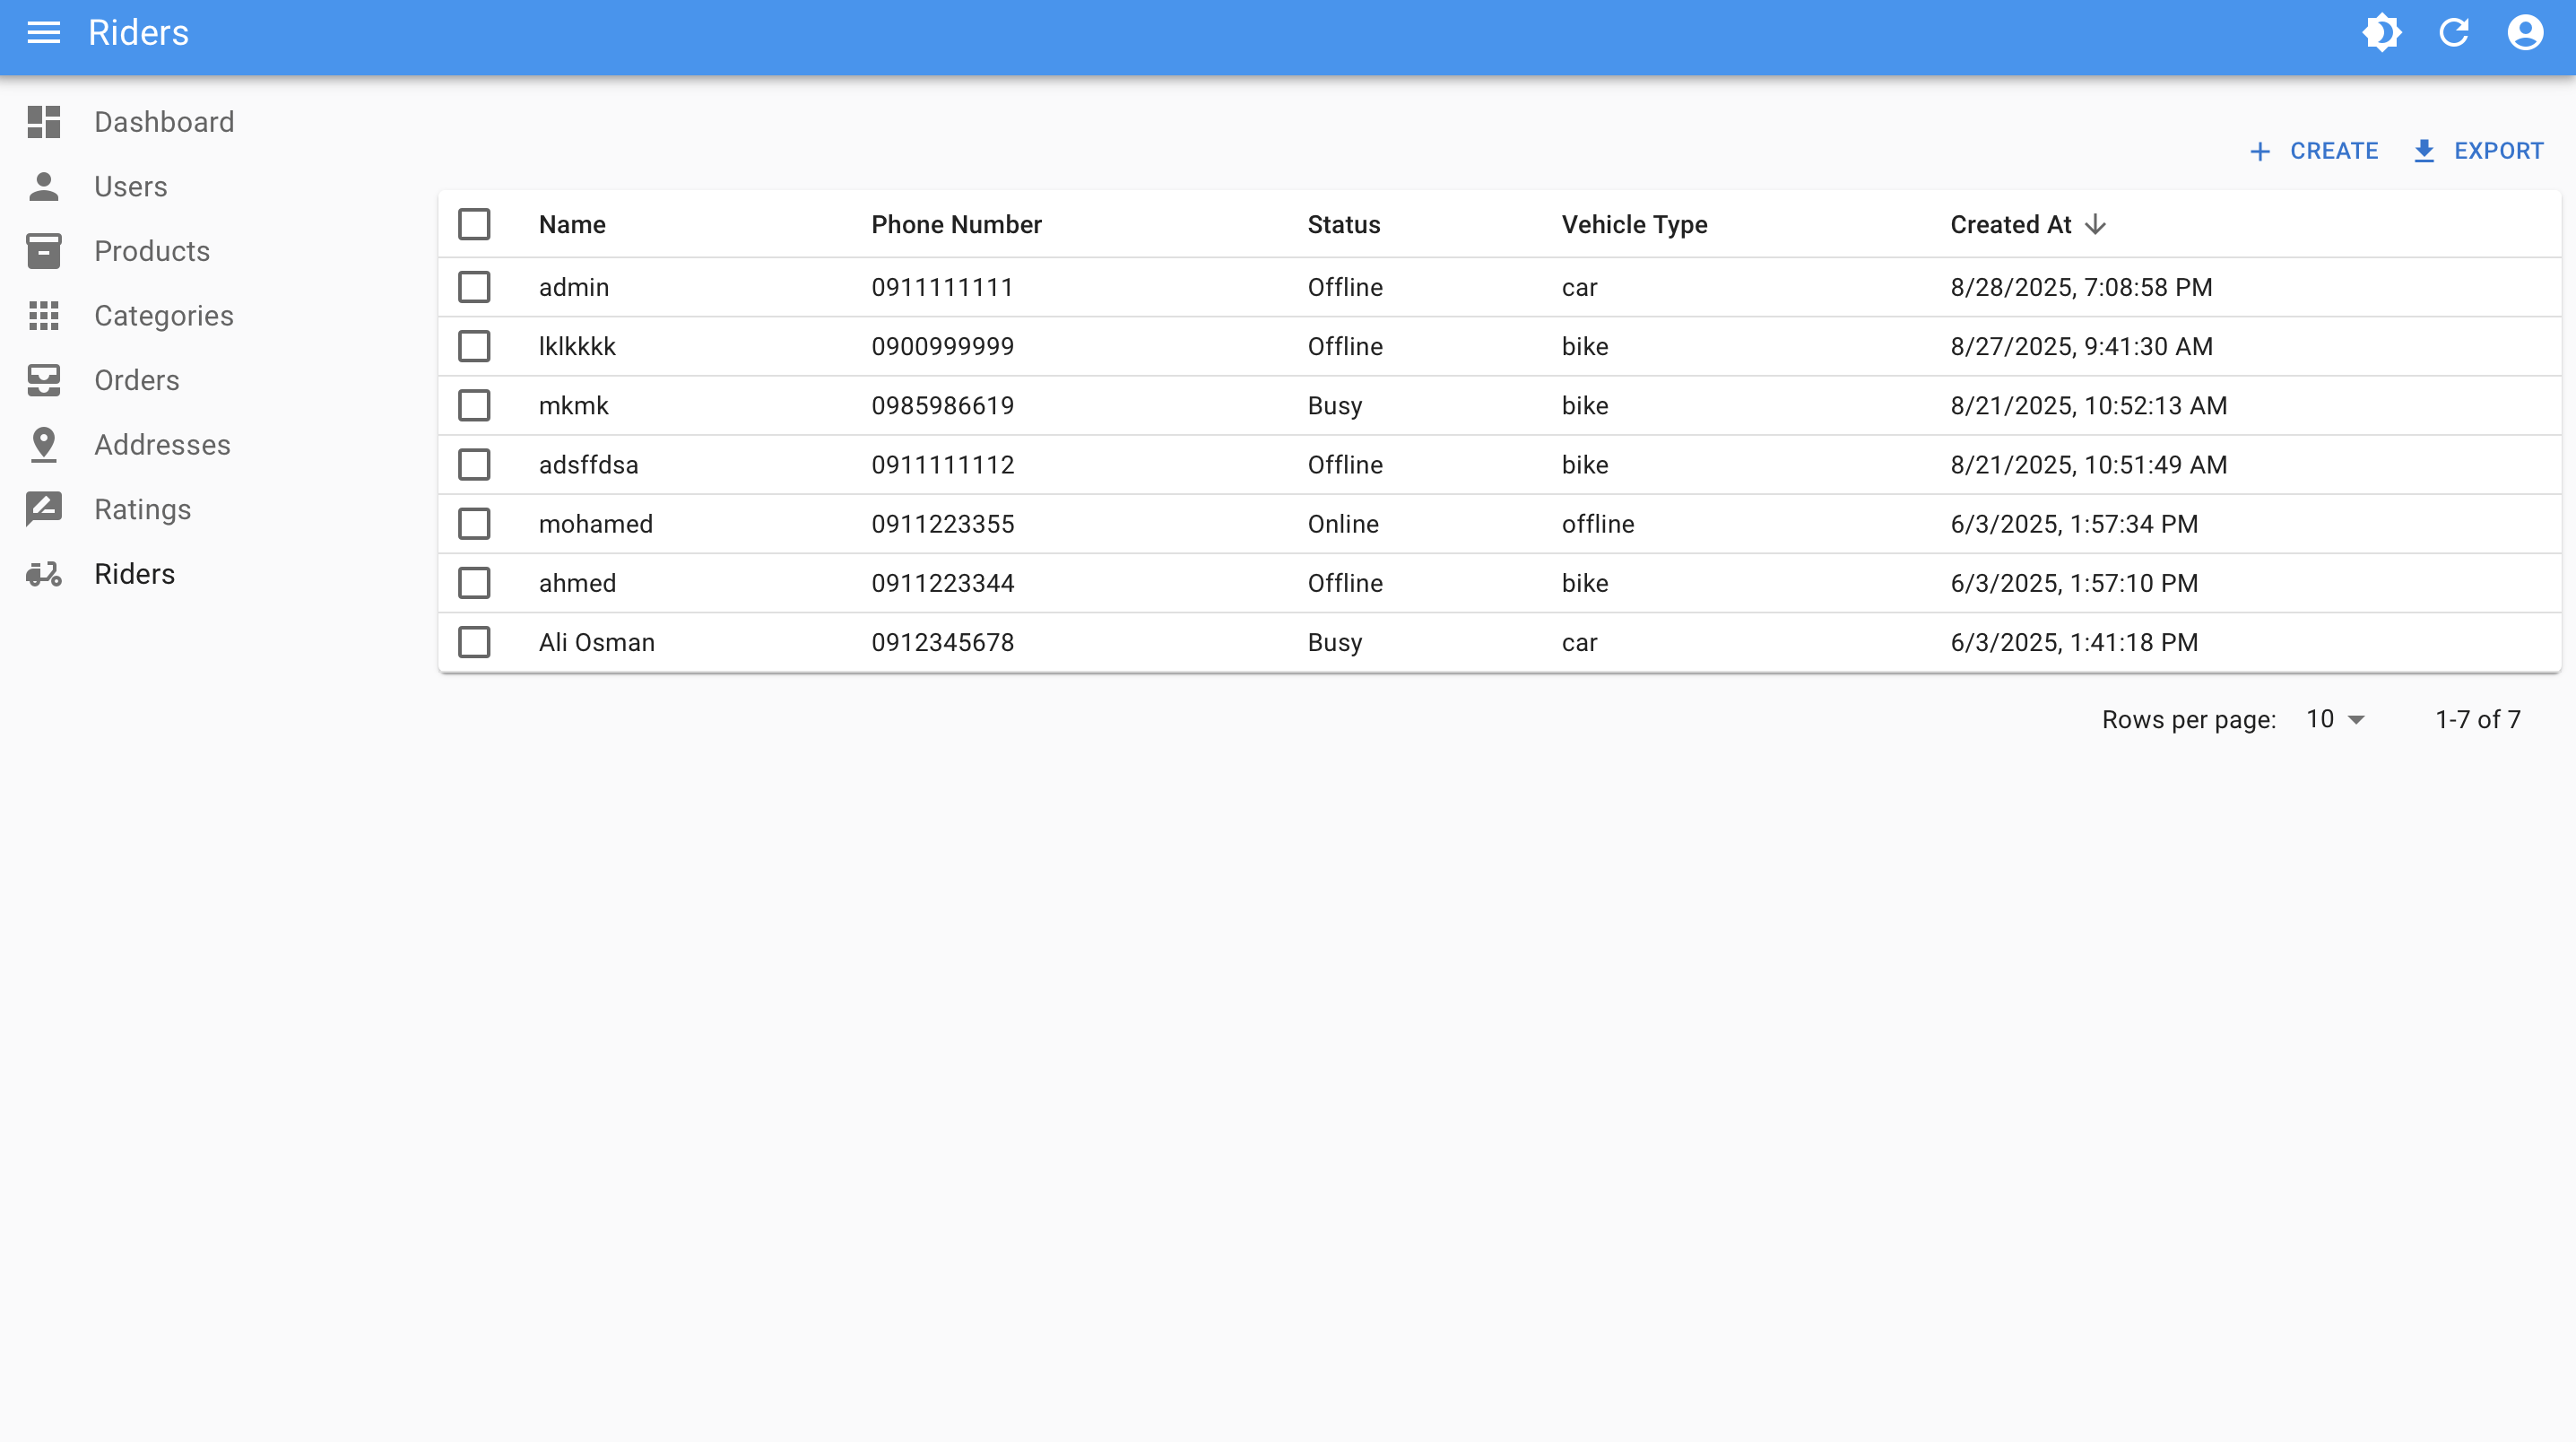 Riders
Dashboard
Users
Products
Categories
Orders
Addresses
Ratings
Riders
CREATE EXPORT
Name Phone Number Status Vehicle Type Created At
admin 0911111111 Offline car 8/28/2025, 7:08:58 PM
lklkkkk 0900999999 Offline bike 8/27/2025, 9:41:30 AM
mkmk 0985986619 Busy bike 8/21/2025, 10:52:13 AM
adsffdsa 0911111112 Offline bike 8/21/2025, 10:51:49 AM
mohamed 0911223355 Online offline 6/3/2025, 1:57:34 PM
ahmed 0911223344 Offline bike 6/3/2025, 1:57:10 PM
Ali Osman 0912345678 Busy car 6/3/2025, 1:41:18 PM
Rows per page: 10 1-7 of 7